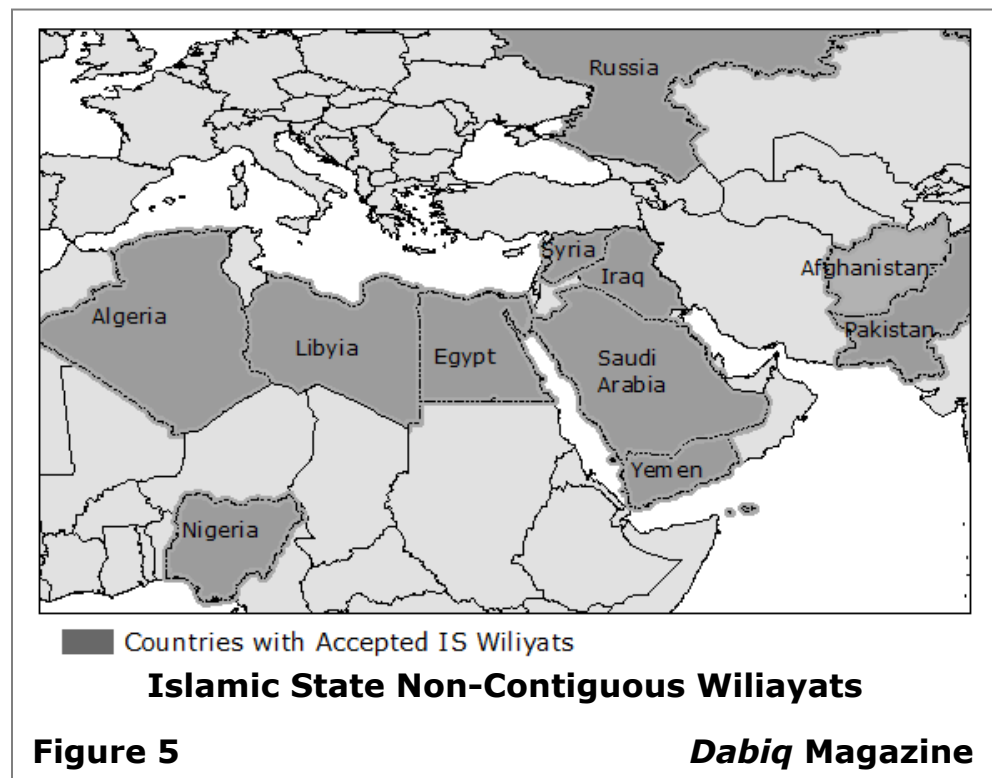 Russia
Syria
Afghanistan
Iraq
Algeria
Pakistan
Libyia
Egypt
Saudi
Arabia
Yemen
Nigeria
Countries with Accepted IS Wiliyats
Islamic State Non-Contiguous Wiliayats
Figure 5 Dabiq Magazine